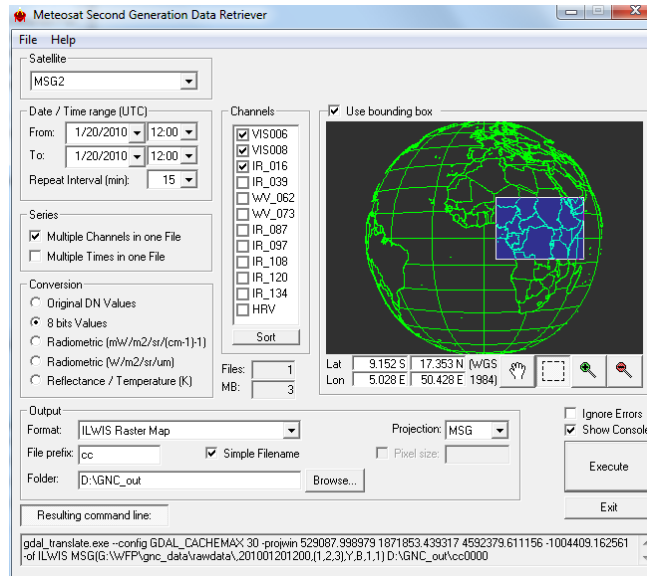 Meteosat Second Generation Data Retriever
File Help
Satellite
MSG2
Date / Time range (UTC)
From: 1/20/2010 12:00
To: 1/20/2010 12:00
Repeat Interval (min): 15
Series
Multiple Channels in one File
Multiple Times in one File
Conversion
Original DN Values
8 bits Values
Radiometric (mW/m2/sr/(cm-1)-1)
Radiometric (W/m2/sr/um)
Reflectance / Temperature (K)
Channels
VIS006
VIS008
IR_016
IR_039
WV_062
WV_073
IR_087
IR_097
IR_108
IR_120
IR_134
HRV
Sort
Files: 1
MB: 3
Use bounding box
Lat 9.152 S 17.353 N (WGS
Lon 5.028 E 50.428 E 1984)
Output
Format: ILWIS Raster Map Projection: MSG
File prefix: cc Simple Filename Pixel size:
Folder: D:\GNC_out Browse...
Ignore Errors
Show Console
Execute
Exit
Resulting command line:
gdal_translate.exe --config GDAL_CACHEMAX 30 -projwin 529087.998979 1871853.439317 4592379.611156 -1004409.162561
-of ILWIS MSG(G:\WFP\gnc_data\rawdata\,201001201200,(1,2,3),Y,B,1,1) D:\GNC_out\cc0000